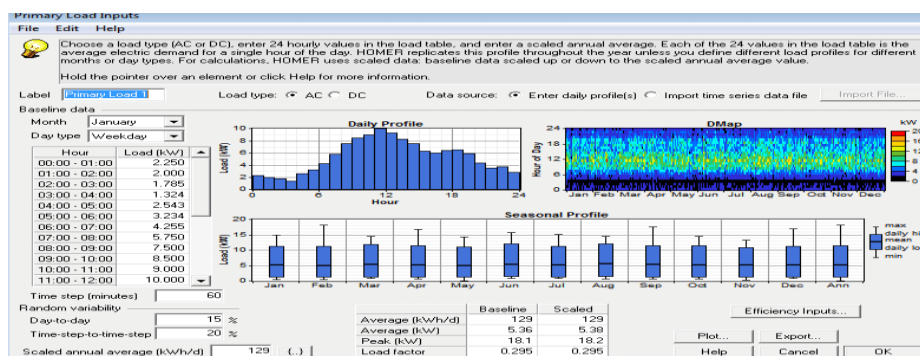 Primary Load Inputs
File Edit Help
Choose a load type (AC or DC), enter 24 hourly values in the load table, and enter a scaled annual average. Each of the 24 values in the load table is the
average electric demand for a single hour of the day. HOMER replicates this profile throughout the year unless you define different load profiles for different
months or day types. For calculations, HOMER uses scaled data: baseline data scaled up or down to the scaled annual average value.
Hold the pointer over an element or click Help for more information.
Label Primary Load 1 Load type: AC DC Data source: Enter daily profile(s) Import time series data file Import File...
Baseline data
Month January
Day type Weekday
Hour Load (kW)
00:00 - 01:00 2.250
01:00 - 02:00 2.000
02:00 - 03:00 1.785
03:00 - 04:00 1.324
04:00 - 05:00 2.543
05:00 - 06:00 3.234
06:00 - 07:00 4.255
07:00 - 08:00 5.750
08:00 - 09:00 7.500
09:00 - 10:00 8.500
10:00 - 11:00 9.000
11:00 - 12:00 10.000
Time step (minutes) 60
Random variability
Day-to-day 15 %
Time-step-to-time-step 20 %
Scaled annual average (kWh/d) 129 (..)
Daily Profile
Load (kW)
10
8
6
4
2
0
0 6 12 18 24
Hour
DMap
Hour of Day
24
18
12
6
0
Jan Feb Mar Apr May Jun Jul Aug Sep Oct Nov Dec
kW
20
16
12
8
4
0
Seasonal Profile
Load (kW)
20
15
10
5
0
Jan Feb Mar Apr May Jun Jul Aug Sep Oct Nov Dec Ann
max
daily hi
mean
daily lo
min
Baseline Scaled
Average (kWh/d) 129 129
Average (kW) 5.36 5.38
Peak (kW) 18.1 18.2
Load factor 0.295 0.295
Efficiency Inputs...
Plot... Export...
Help Cancel OK